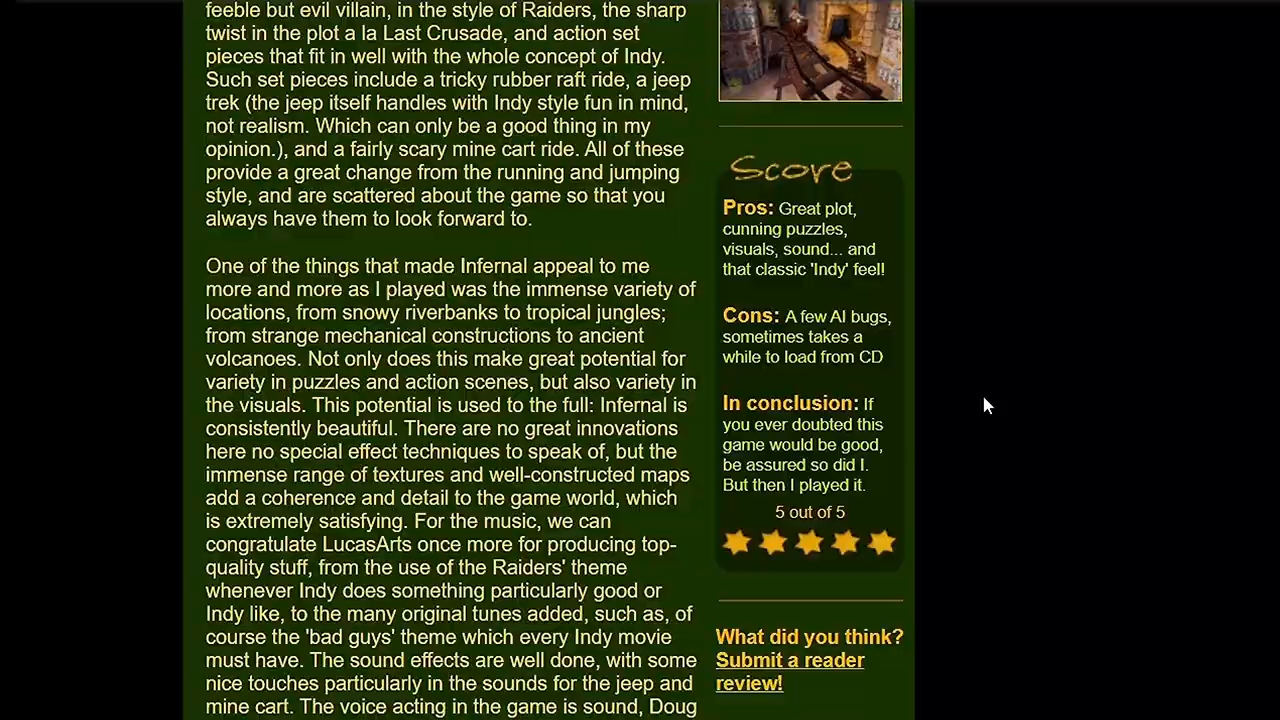 feeble but evil villain, in the style of Raiders, the sharp
twist in the plot a la Last Crusade, and action set
pieces that fit in well with the whole concept of Indy.
Such set pieces include a tricky rubber raft ride, a jeep
trek (the jeep itself handles with Indy style fun in mind,
not realism. Which can only be a good thing in my
opinion.), and a fairly scary mine cart ride. All of these
provide a great change from the running and jumping
style, and are scattered about the game so that you
always have them to look forward to.
One of the things that made Infernal appeal to me
more and more as I played was the immense variety of
locations, from snowy riverbanks to tropical jungles;
from strange mechanical constructions to ancient
volcanoes. Not only does this make great potential for
variety in puzzles and action scenes, but also variety in
the visuals. This potential is used to the full: Infernal is
consistently beautiful. There are no great innovations
here no special effect techniques to speak of, but the
immense range of textures and well-constructed maps
add a coherence and detail to the game world, which
is extremely satisfying. For the music, we can
congratulate LucasArts once more for producing top-
quality stuff, from the use of the Raiders' theme
whenever Indy does something particularly good or
Indy like, to the many original tunes added, such as, of
course the 'bad guys' theme which every Indy movie
must have. The sound effects are well done, with some
nice touches particularly in the sounds for the jeep and
mine cart. The voice acting in the game is sound, Doug
Score
Pros: Great plot,
cunning puzzles,
visuals, sound... and
that classic 'Indy' feel!
Cons: A few AI bugs,
sometimes takes a
while to load from CD
In conclusion: If
you ever doubted this
game would be good,
be assured so did I.
But then I played it.
5 out of 5
What did you think?
Submit a reader
review!